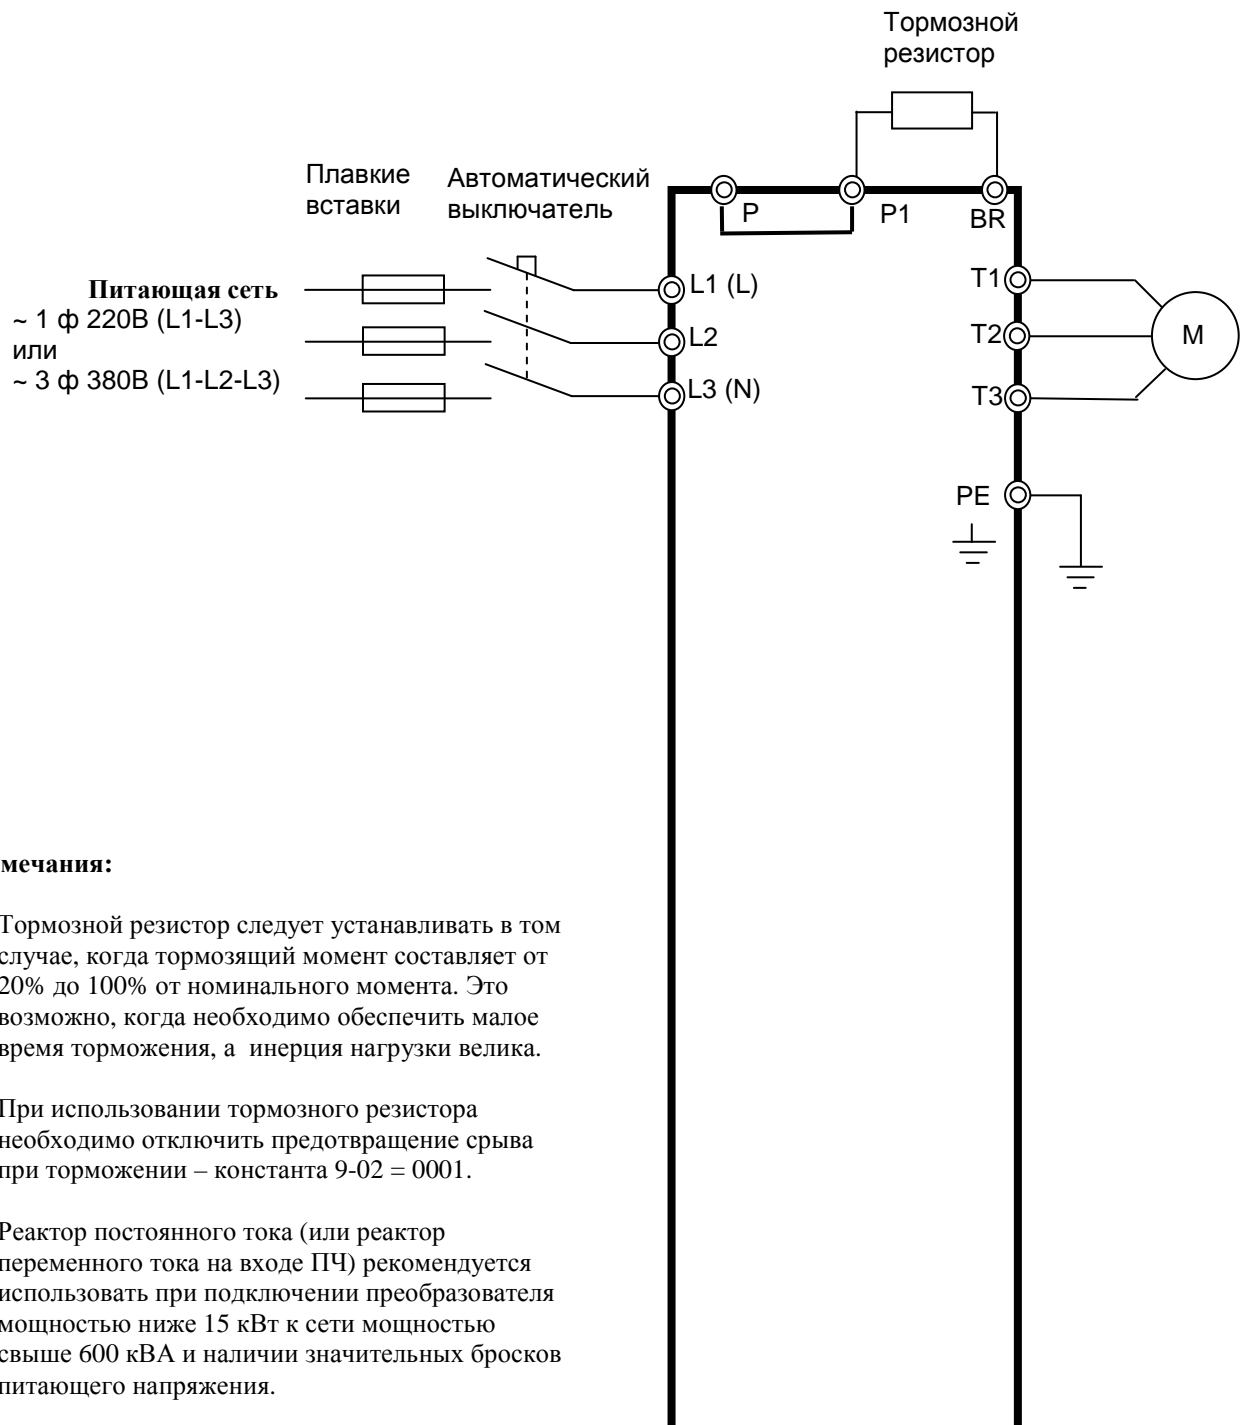 Тормозной
резистор
Плавкие
вставки
Автоматический
выключатель
P
P1
BR
Питающая сеть
~ 1 ф 220В (L1-L3)
или
~ 3 ф 380В (L1-L2-L3)
L1 (L)
L2
L3 (N)
T1
T2
T3
M
PE
мечания:
Тормозной резистор следует устанавливать в том
случае, когда тормозящий момент составляет от
20% до 100% от номинального момента. Это
возможно, когда необходимо обеспечить малое
время торможения, а  инерция нагрузки велика.
При использовании тормозного резистора
необходимо отключить предотвращение срыва
при торможении – константа 9-02 = 0001.
Реактор постоянного тока (или реактор
переменного тока на входе ПЧ) рекомендуется
использовать при подключении преобразователя
мощностью ниже 15 кВт к сети мощностью
свыше 600 кВА и наличии значительных бросков
питающего напряжения.